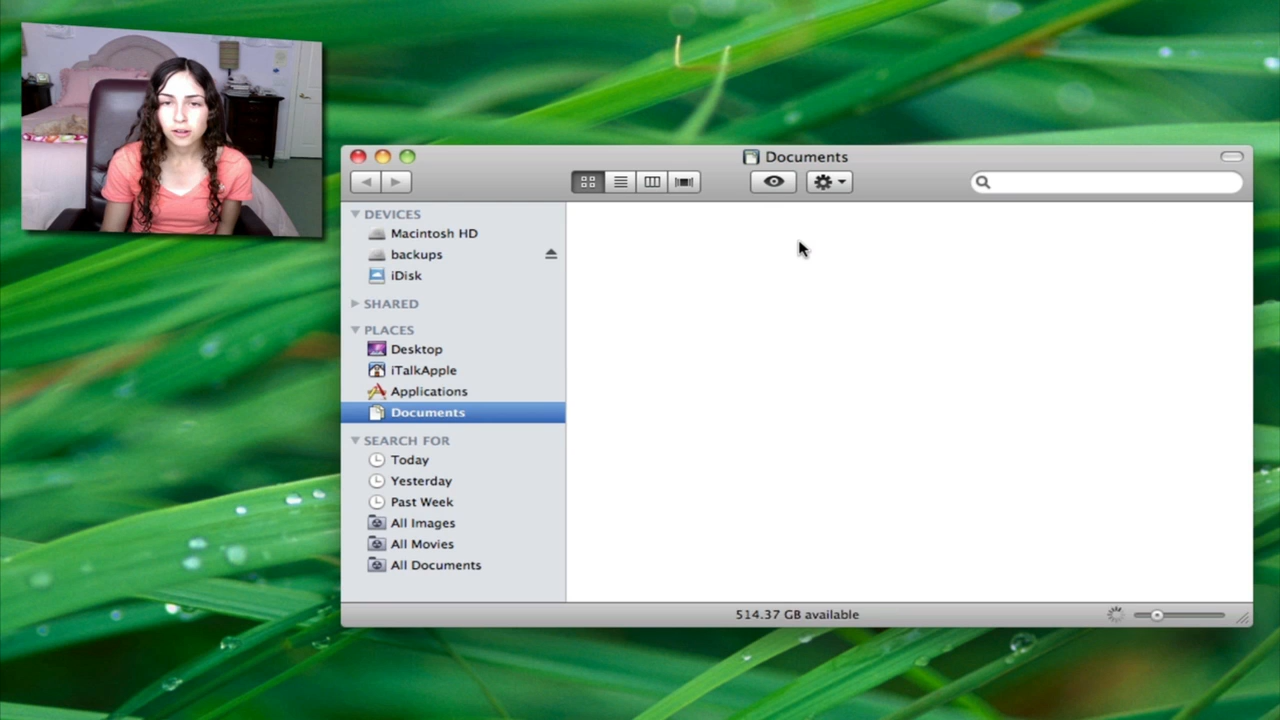 Documents
DEVICES
Macintosh HD
backups
iDisk
SHARED
PLACES
Desktop
iTalkApple
Applications
Documents
SEARCH FOR
Today
Yesterday
Past Week
All Images
All Movies
All Documents
514.37 GB available